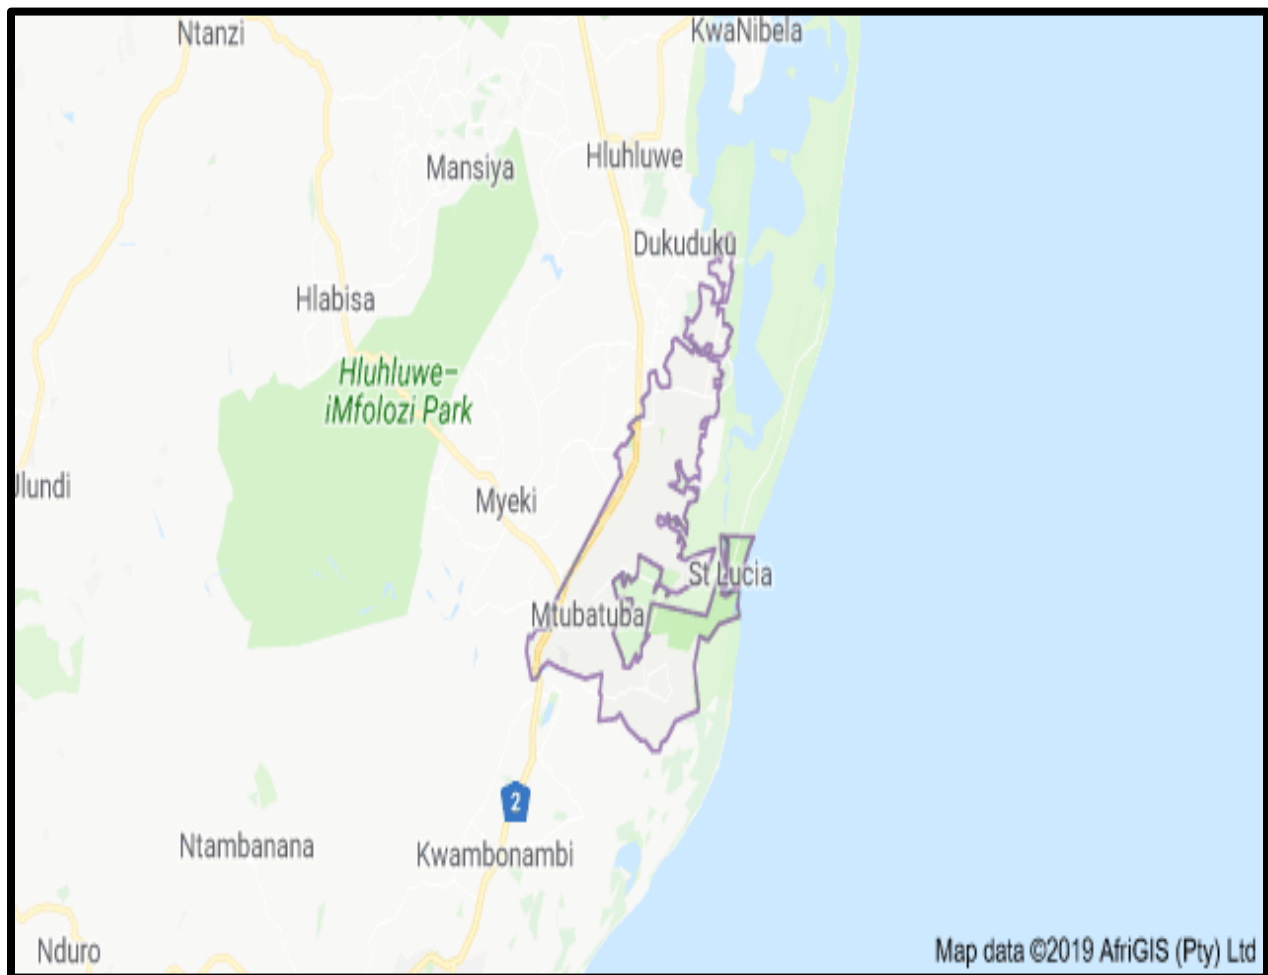 Ntanzi
KwaNibela
Mansiya
Hluhluwe
Dukuduku
Hlabisa
Hluhluwe-
iMfolozi Park
Ulundi
Myeki
St Lucia
Mtubatuba
2
Ntambanana
Kwambonambi
Nduro
Map data ©2019 AfriGIS (Pty) Ltd